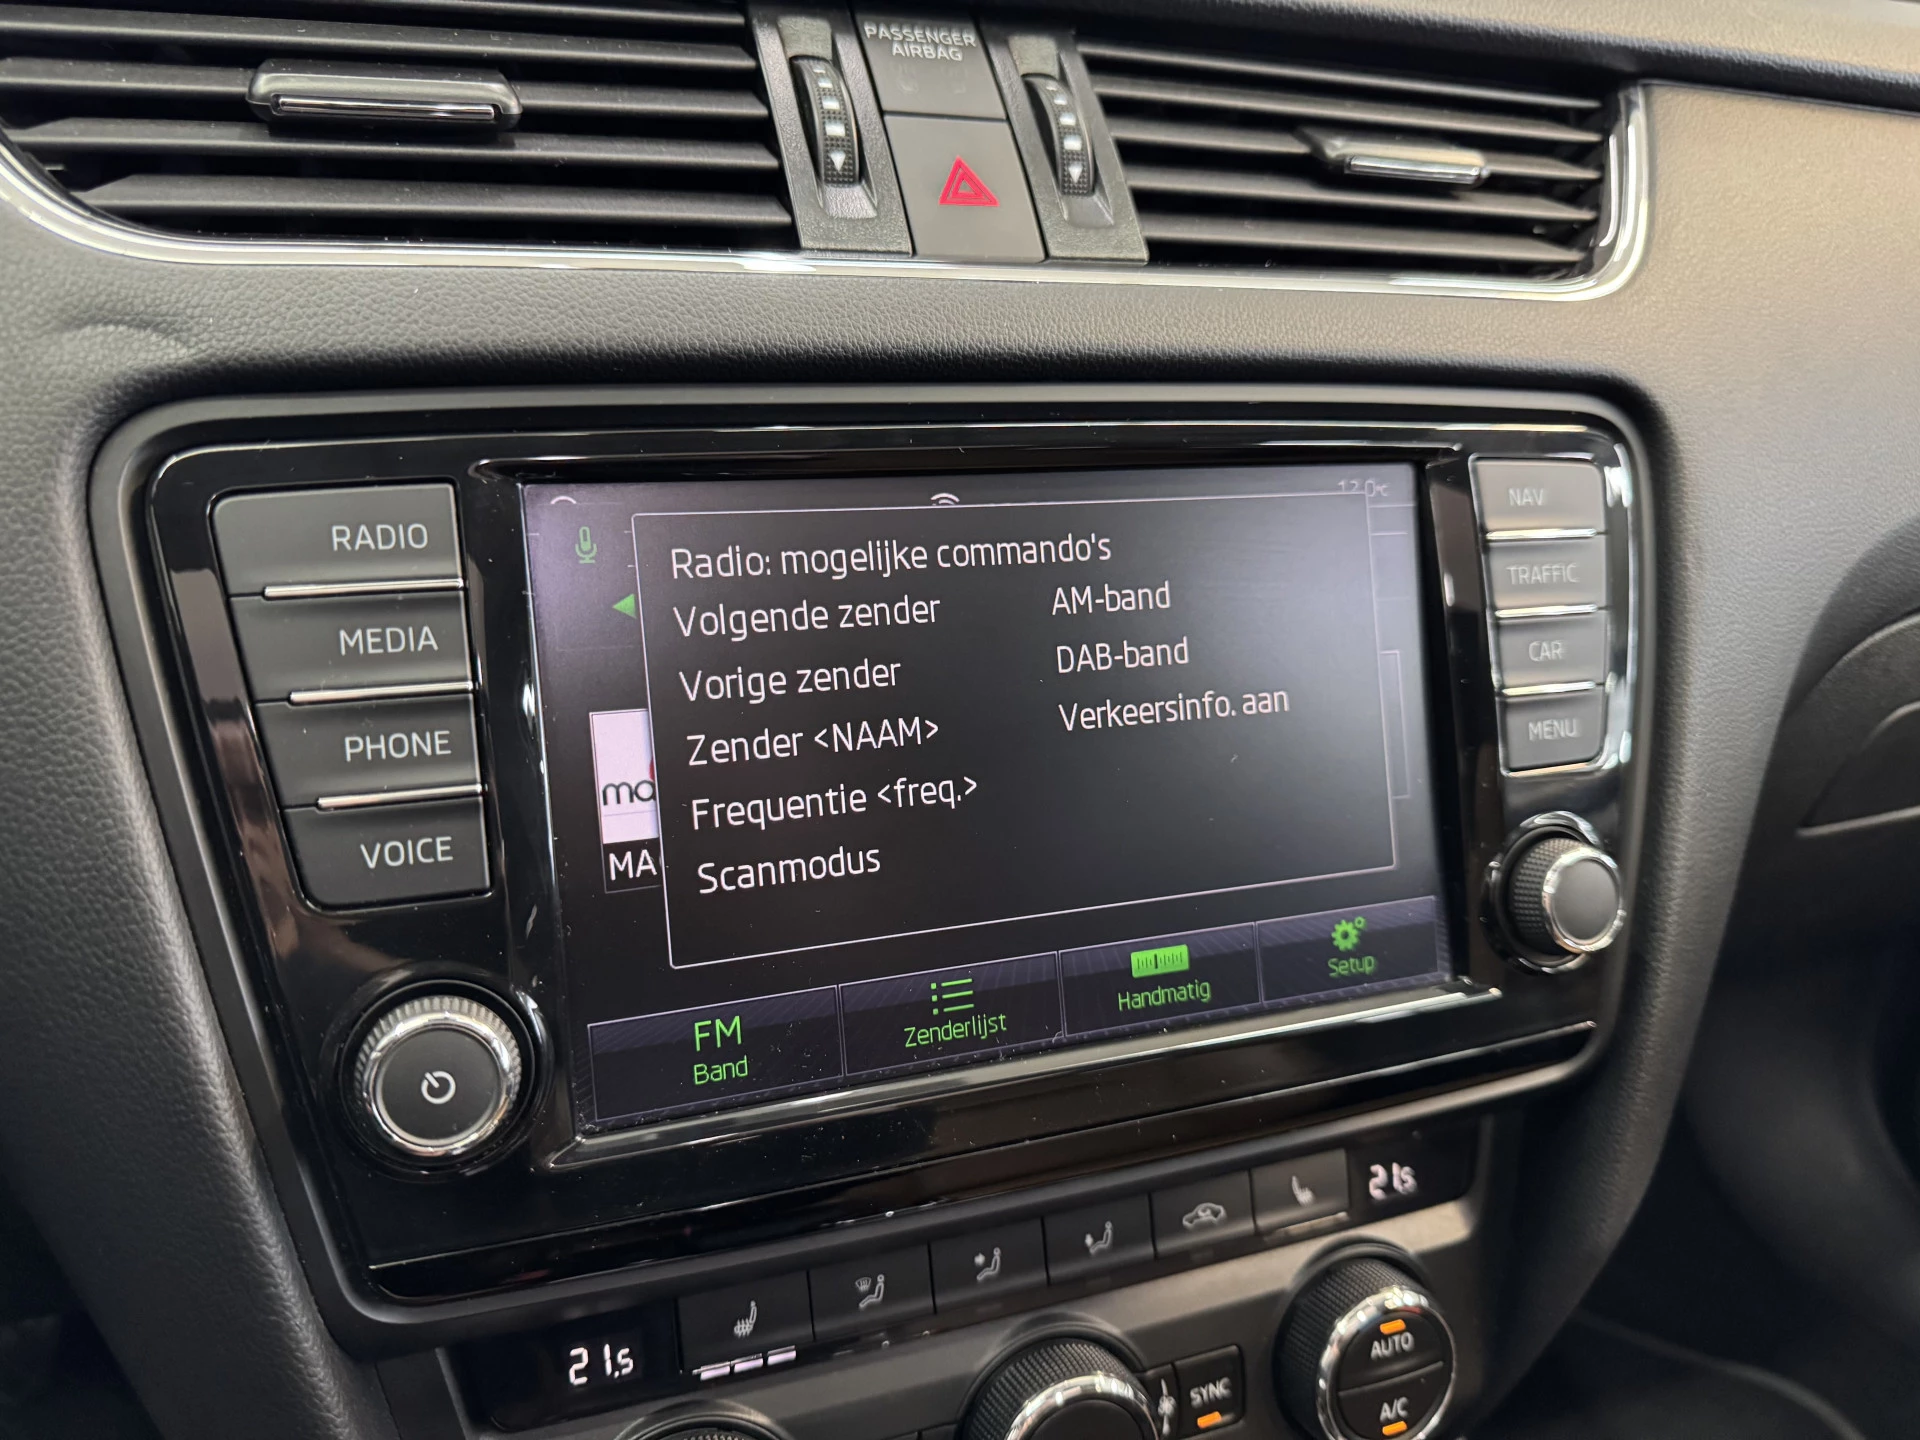 PASSENGER
AIRBAG
RADIO
MEDIA
PHONE
VOICE
12.0°C
Radio: mogelijke commando's
Volgende zender
AM-band
Vorige zender
DAB-band
Zender <NAAM>
Verkeersinfo. aan
Frequentie <freq.>
Scanmodus
MA
FM
Band
Zenderlijst
Handmatig
Setup
NAV
TRAFFIC
CAR
MENU
21.5
21.5
SYNC
AUTO
A/C